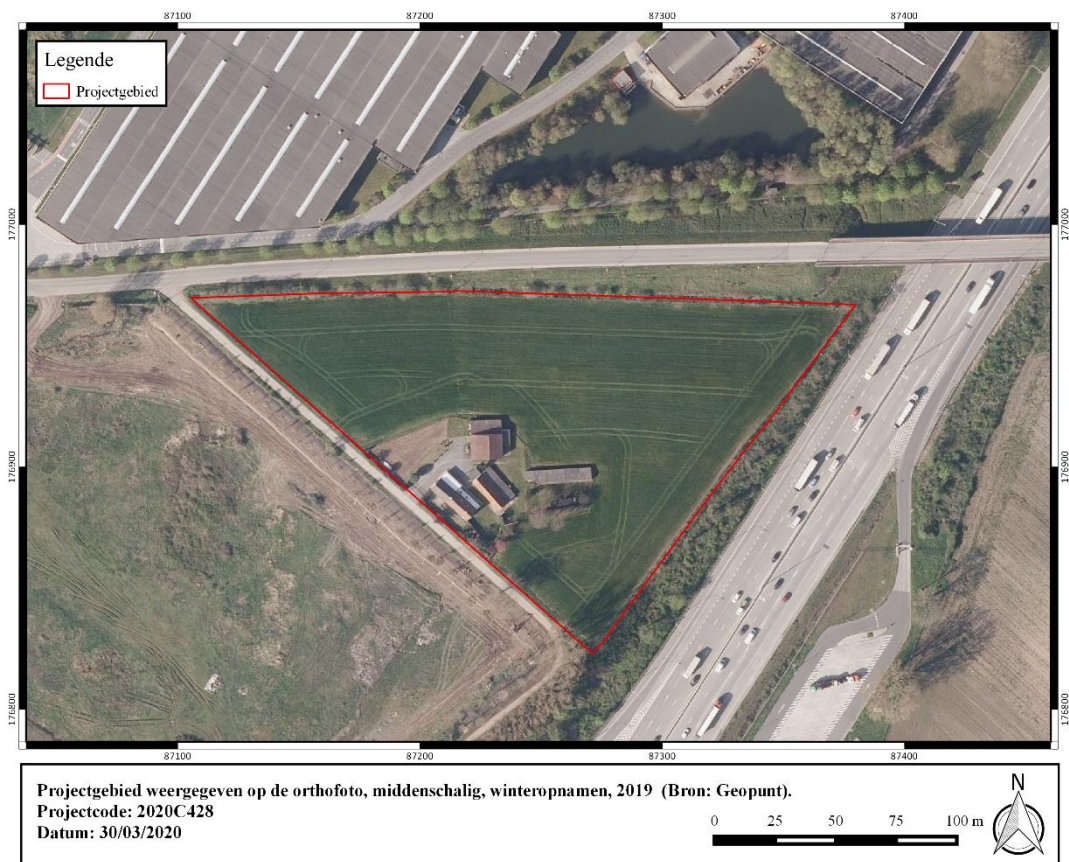 87100 87200 87300 87400
Legende
Projectgebied
177000 177000
176900 176900
176800 176800
87100 87200 87300 87400
Projectgebied weergegeven op de orthofoto, middenschalig, winteropnamen, 2019 (Bron: Geopunt).
Projectcode: 2020C428
Datum: 30/03/2020
0 25 50 75 100 m
N